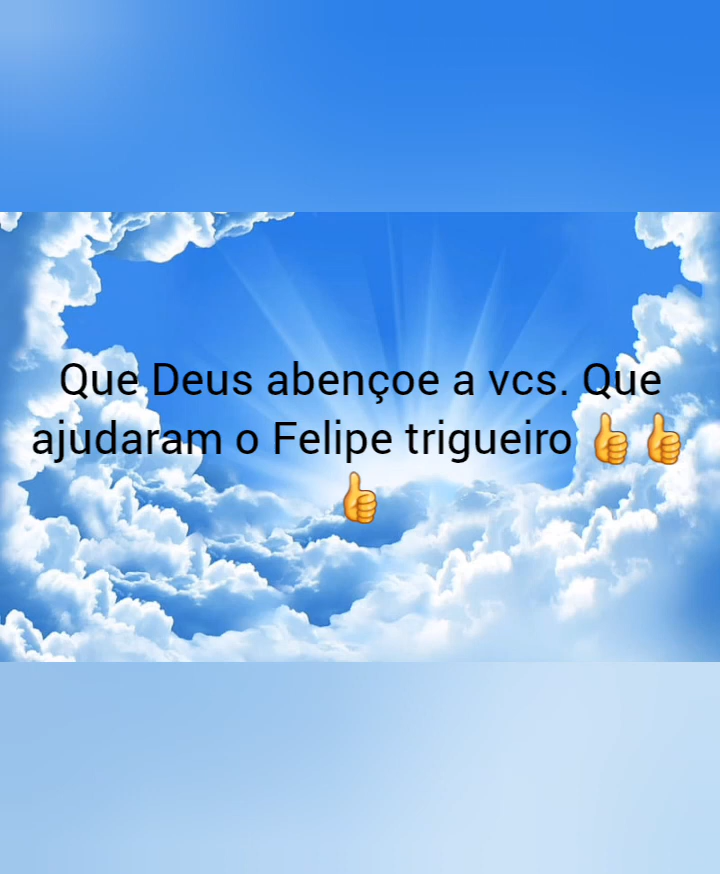 Que Deus abençoe a vcs. Que
ajudaram o Felipe trigueiro 👍👍
👍